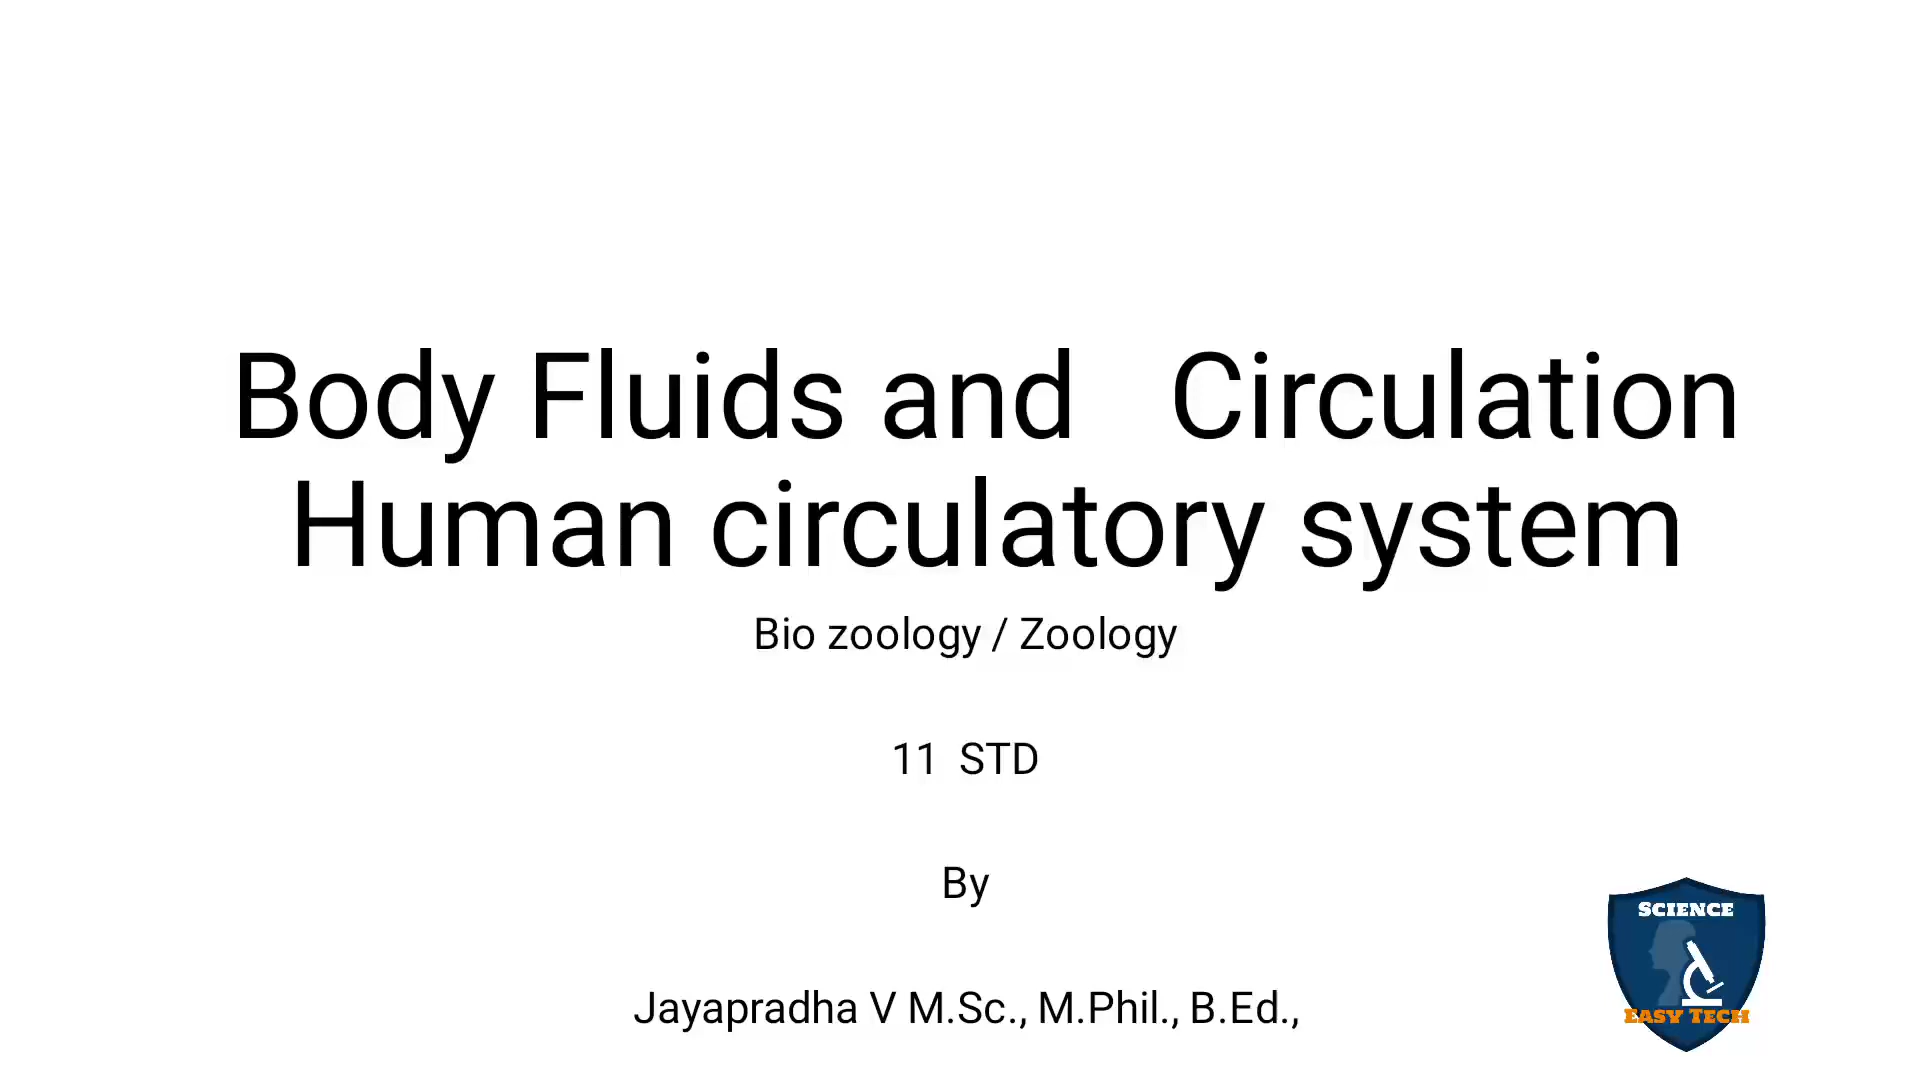 Body Fluids and Circulation
Human circulatory system
Bio zoology / Zoology
11 STD
By
Jayapradha V M.Sc., M.Phil., B.Ed.,
SCIENCE
EASY TECH